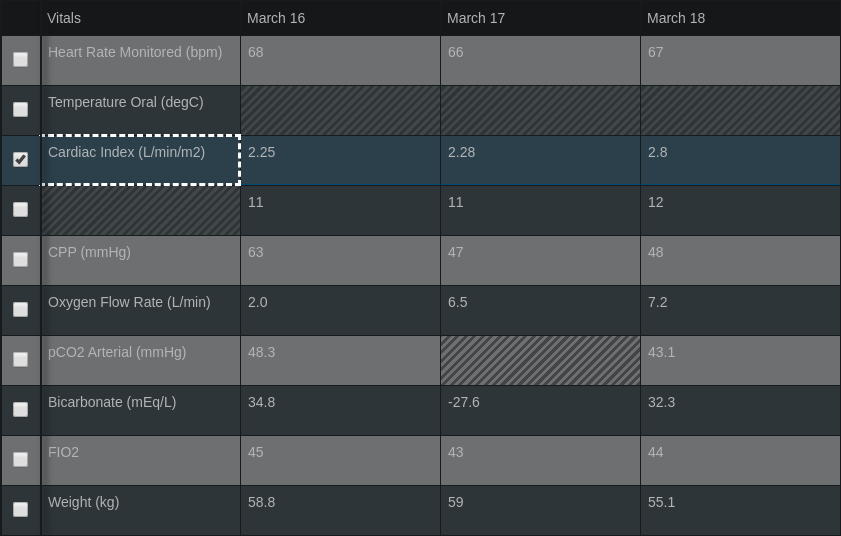 Vitals March 16 March 17 March 18
Heart Rate Monitored (bpm) 68 66 67
Temperature Oral (degC)
Cardiac Index (L/min/m2) 2.25 2.28 2.8
11 11 12
CPP (mmHg) 63 47 48
Oxygen Flow Rate (L/min) 2.0 6.5 7.2
pCO2 Arterial (mmHg) 48.3 43.1
Bicarbonate (mEq/L) 34.8 -27.6 32.3
FIO2 45 43 44
Weight (kg) 58.8 59 55.1